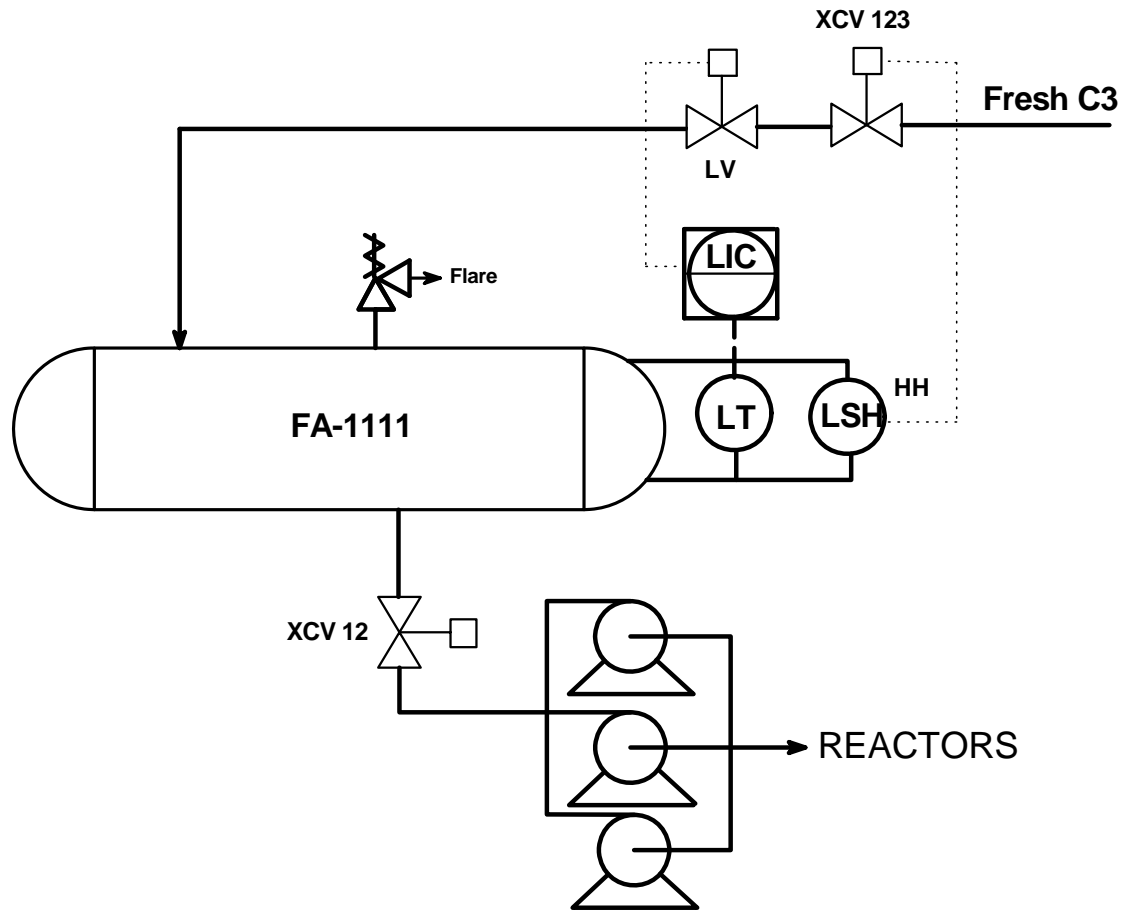 XCV 123
Fresh C3
LV
LIC
Flare
HH
FA-1111
LT
LSH
XCV 12
REACTORS